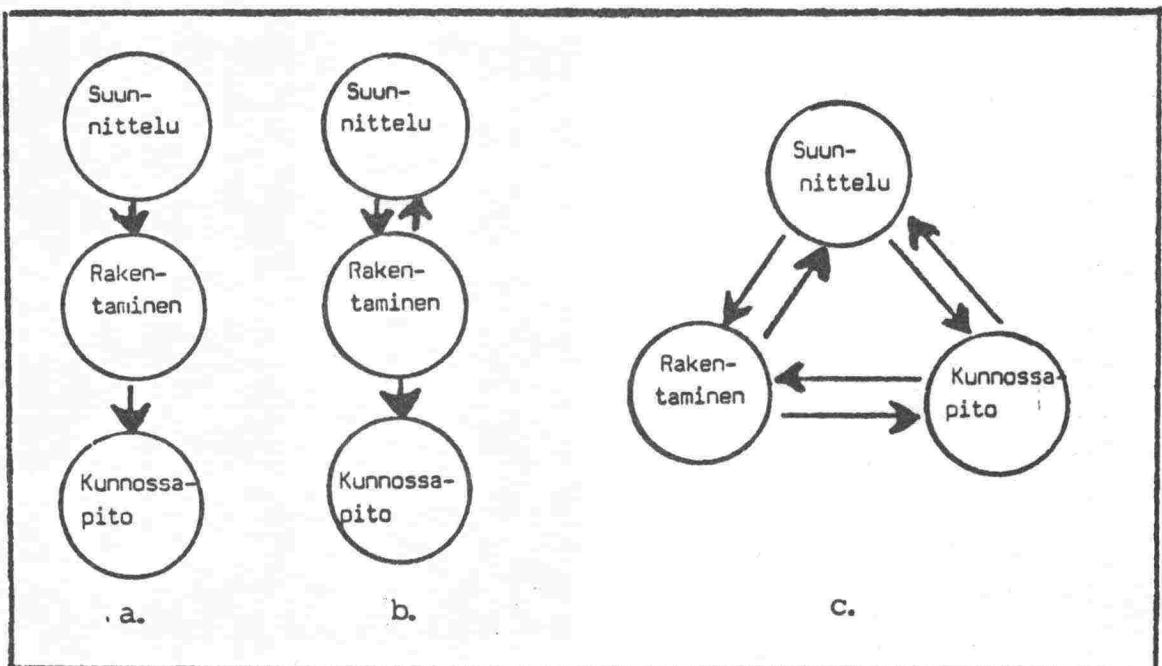 Suun-
nittelu
Raken-
taminen
Kunnossa-
pito
a.
Suun-
nittelu
Raken-
taminen
Kunnossa-
pito
b.
Suun-
nittelu
Raken-
taminen
Kunnossa-
pito
c.